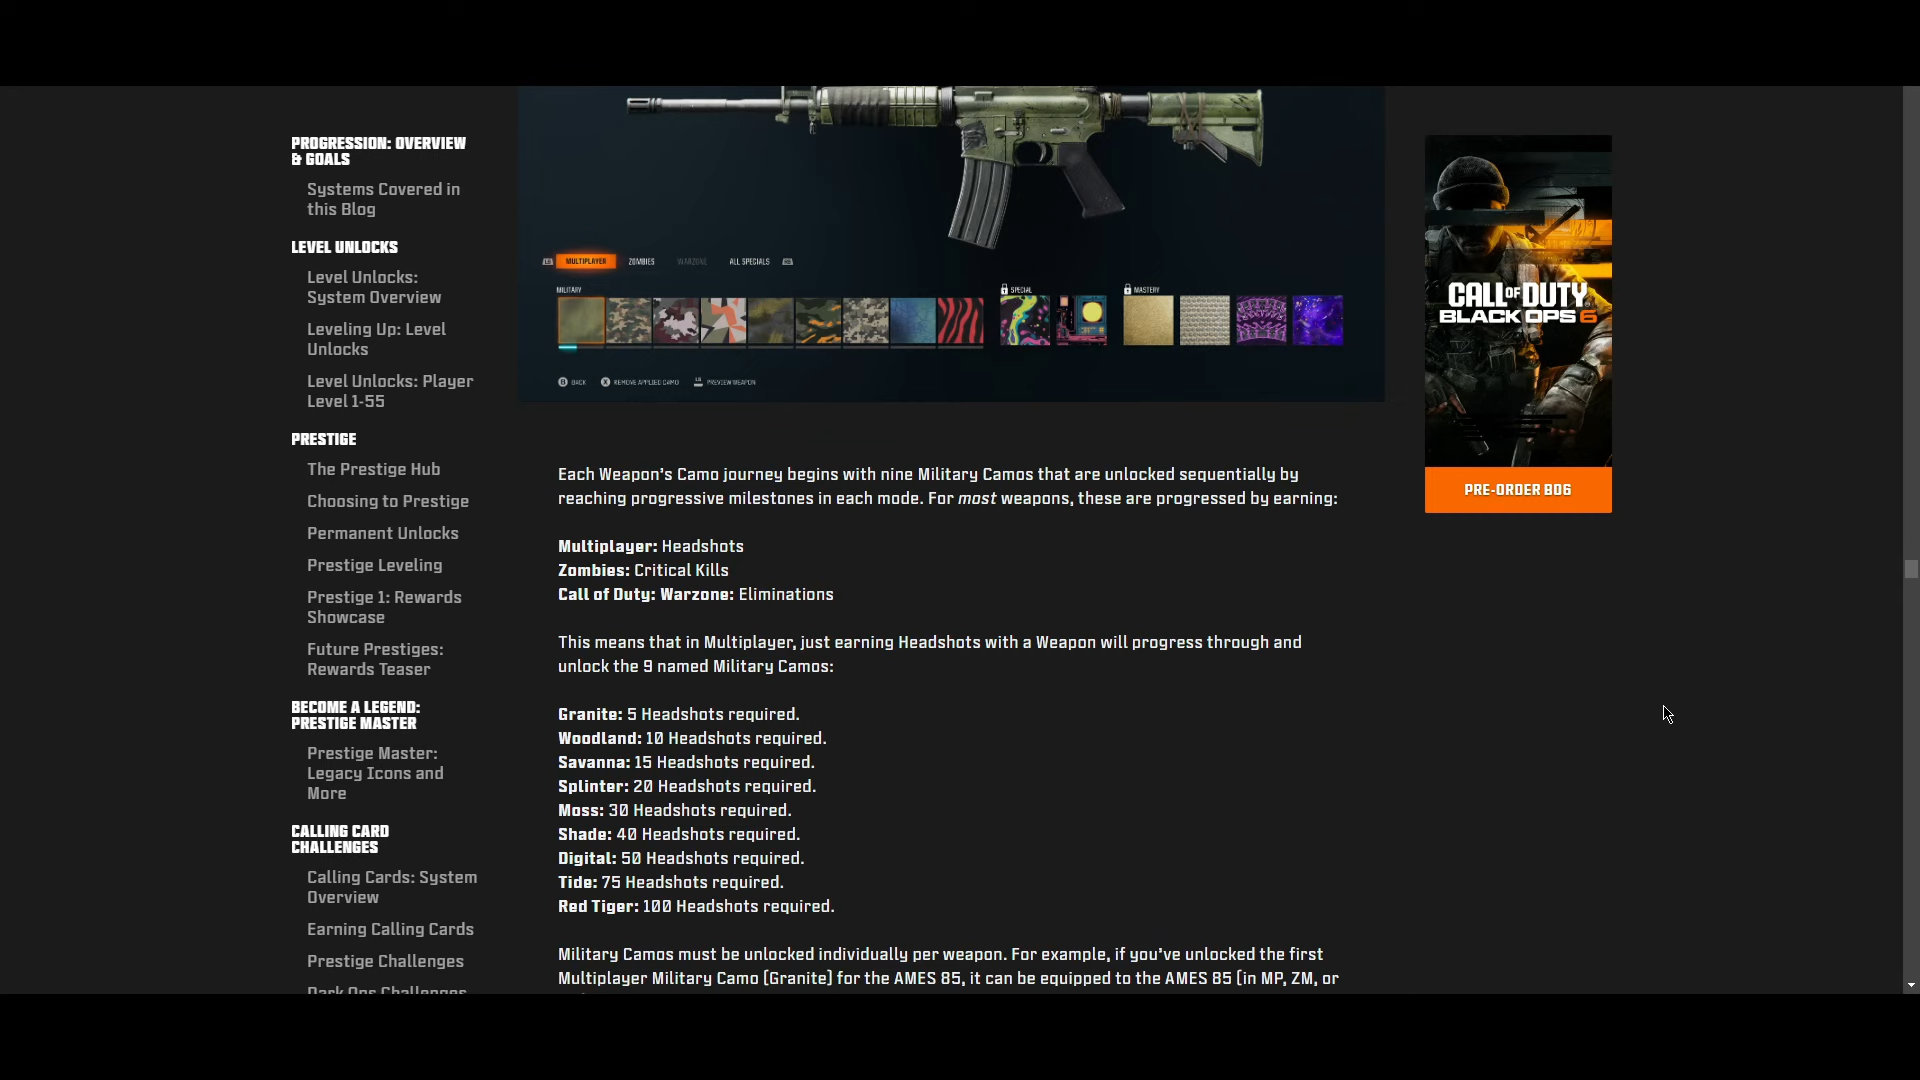 PROGRESSION: OVERVIEW
& GOALS
Systems Covered in
this Blog
LEVEL UNLOCKS
Level Unlocks:
System Overview
Leveling Up: Level
Unlocks
Level Unlocks: Player
Level 1-55
PRESTIGE
The Prestige Hub
Choosing to Prestige
Permanent Unlocks
Prestige Leveling
Prestige 1: Rewards
Showcase
Future Prestiges:
Rewards Teaser
BECOME A LEGEND:
PRESTIGE MASTER
Prestige Master:
Legacy Icons and
More
CALLING CARD
CHALLENGES
Calling Cards: System
Overview
Earning Calling Cards
Prestige Challenges
Dark Ops Challenges
MULTIPLAYER ZOMBIES WARZONE ALL SPECIALS
MILITARY SPECIAL MASTERY
B BACK X REMOVE APPLIED CAMO PREVIEW WEAPON
Each Weapon’s Camo journey begins with nine Military Camos that are unlocked sequentially by
reaching progressive milestones in each mode. For most weapons, these are progressed by earning:
Multiplayer: Headshots
Zombies: Critical Kills
Call of Duty: Warzone: Eliminations
This means that in Multiplayer, just earning Headshots with a Weapon will progress through and
unlock the 9 named Military Camos:
Granite: 5 Headshots required.
Woodland: 10 Headshots required.
Savanna: 15 Headshots required.
Splinter: 20 Headshots required.
Moss: 30 Headshots required.
Shade: 40 Headshots required.
Digital: 50 Headshots required.
Tide: 75 Headshots required.
Red Tiger: 100 Headshots required.
Military Camos must be unlocked individually per weapon. For example, if you’ve unlocked the first
Multiplayer Military Camo (Granite) for the AMES 85, it can be equipped to the AMES 85 (in MP, ZM, or
CALL OF DUTY
BLACK OPS 6
PRE-ORDER BO6